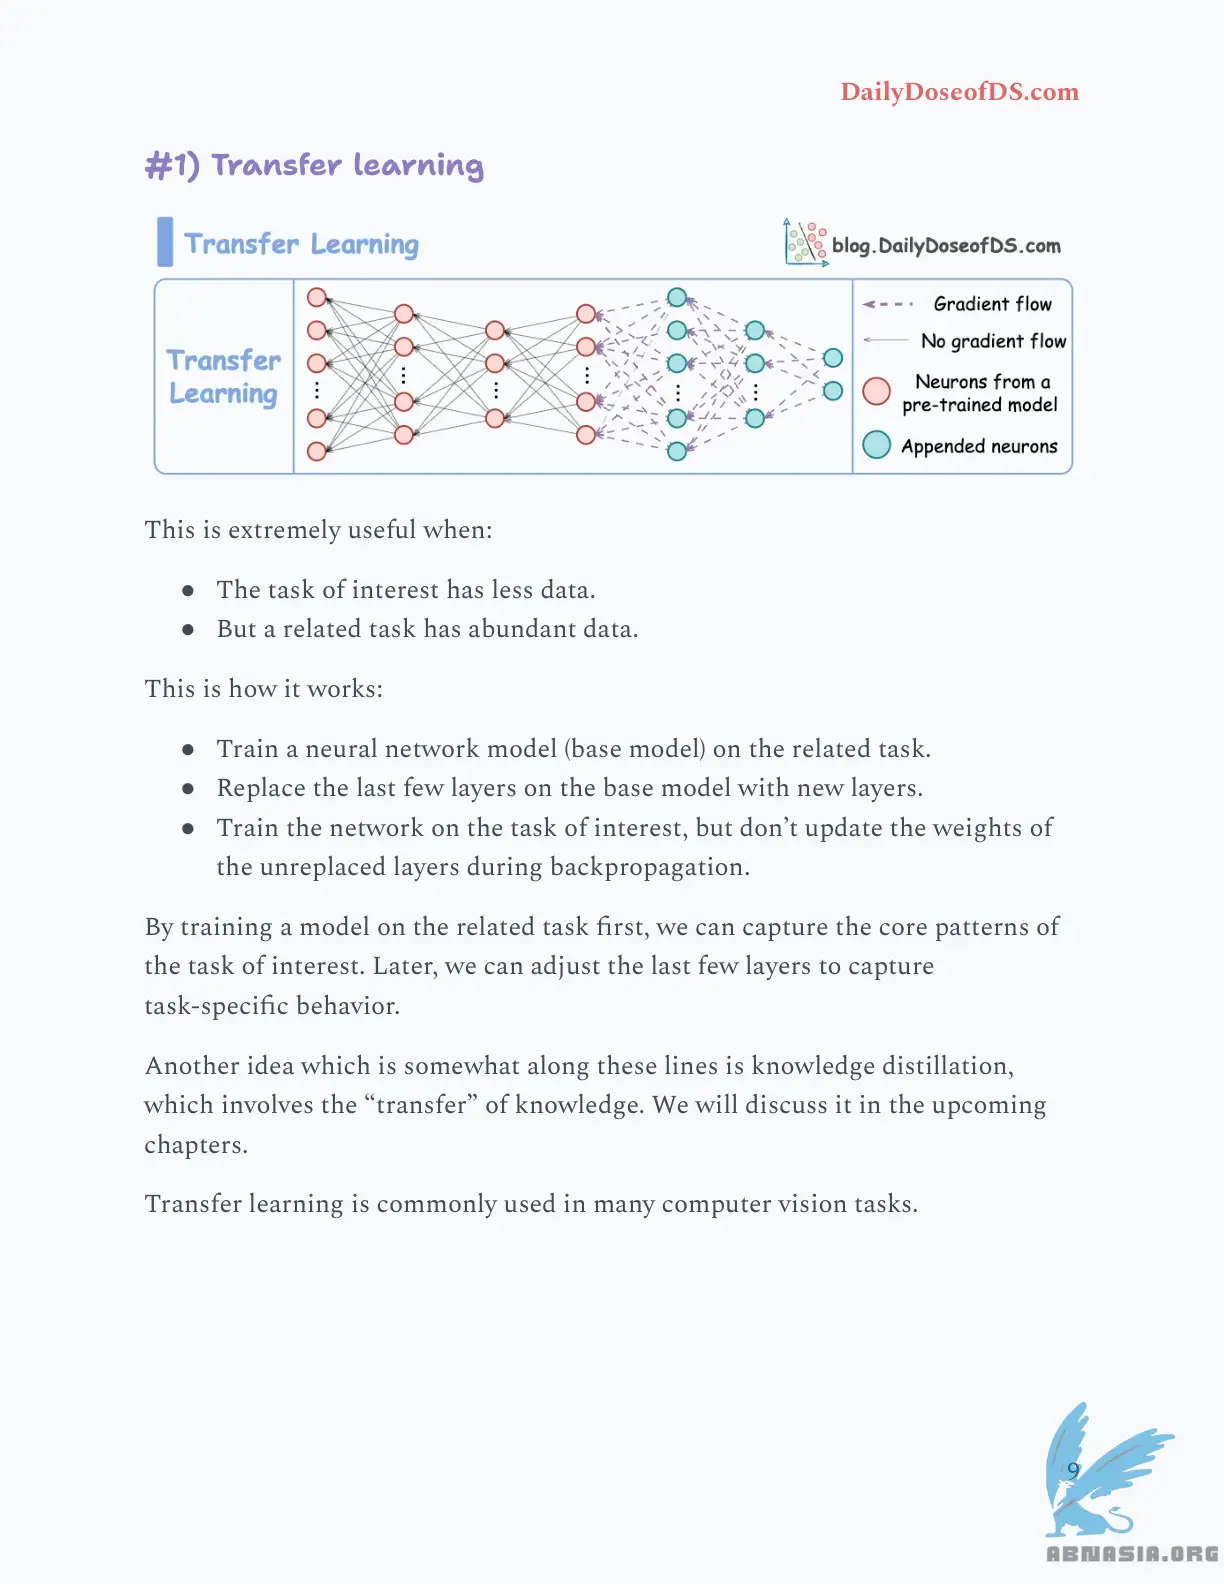 DailyDoseofDS.com
#1) Transfer learning
Transfer Learning
blog.DailyDoseofDS.com
Transfer
Learning
Gradient flow
No gradient flow
Neurons from a
pre-trained model
Appended neurons
This is extremely useful when:
● The task of interest has less data.
● But a related task has abundant data.
This is how it works:
● Train a neural network model (base model) on the related task.
● Replace the last few layers on the base model with new layers.
● Train the network on the task of interest, but don’t update the weights of
the unreplaced layers during backpropagation.
By training a model on the related task first, we can capture the core patterns of
the task of interest. Later, we can adjust the last few layers to capture
task-specific behavior.
Another idea which is somewhat along these lines is knowledge distillation,
which involves the “transfer” of knowledge. We will discuss it in the upcoming
chapters.
Transfer learning is commonly used in many computer vision tasks.
9
ABNASIA.ORG